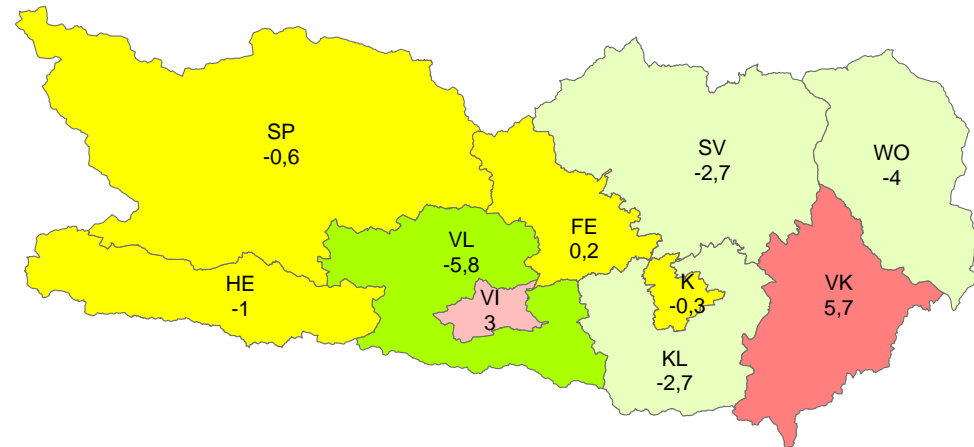 SP
-0,6
SV
-2,7
WO
-4
FE
0,2
VL
-5,8
HE
-1
VI
3
K
-0,3
VK
5,7
KL
-2,7